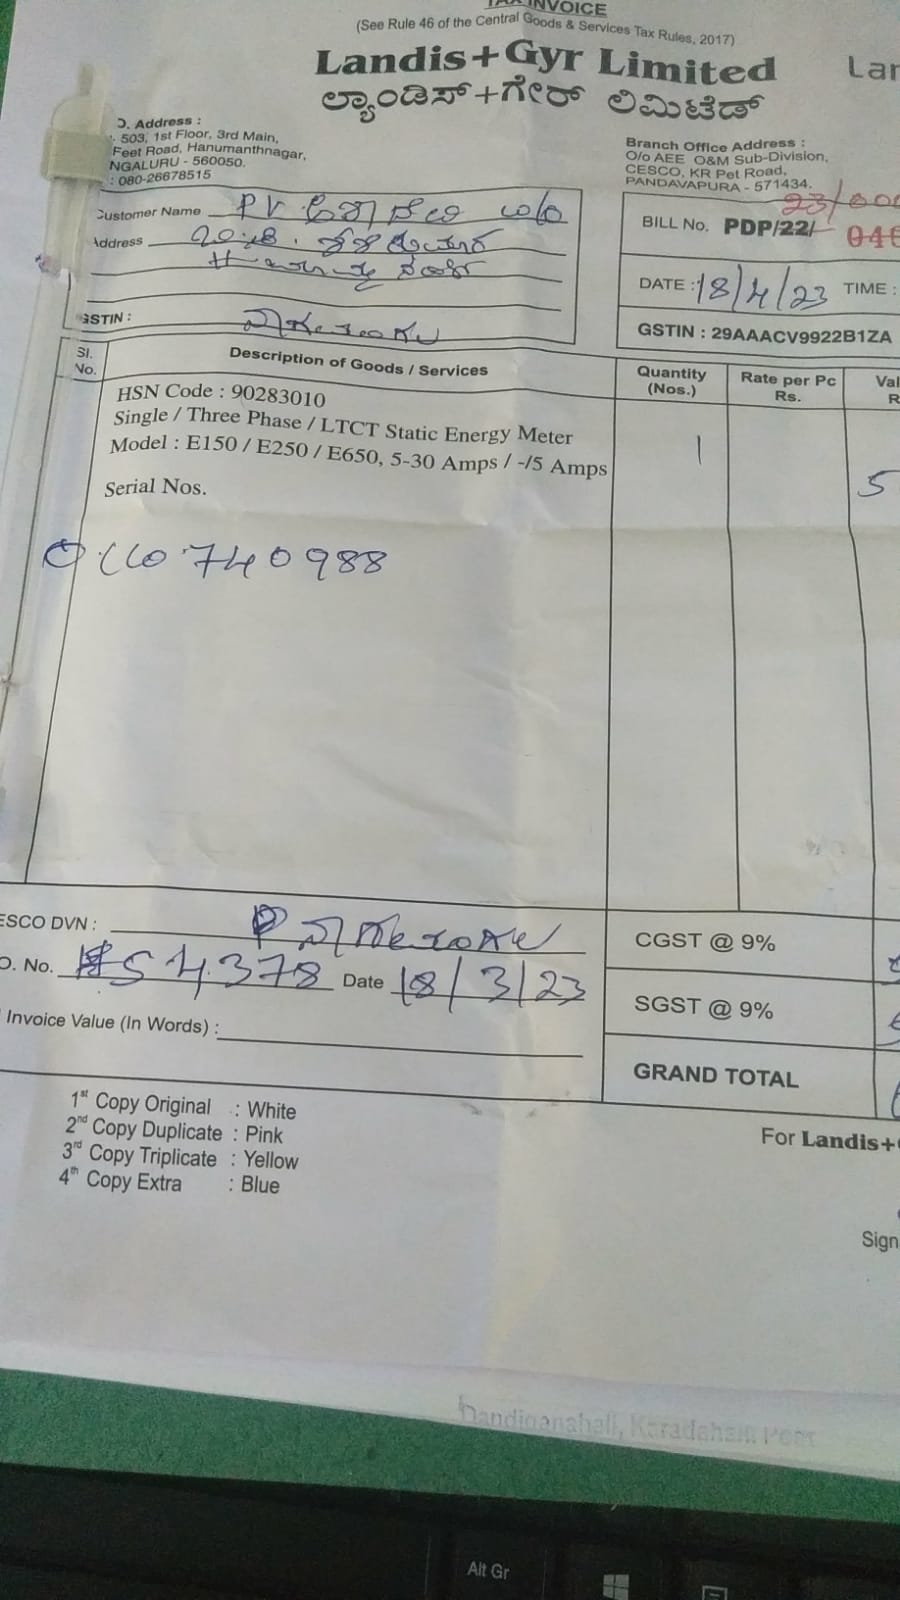 TAX INVOICE
(See Rule 46 of the Central Goods & Services Tax Rules, 2017)
Landis+Gyr Limited
Lan
ಲ್ಯಾಂಡಿಸ್+ಗೇರ್ ಲಿಮಿಟೆಡ್
O. Address :
503, 1st Floor, 3rd Main,
Feet Road, Hanumanthnagar,
NGALURU - 560050.
: 080-26678515
Branch Office Address :
O/o AEE O&M Sub-Division,
CESCO, KR Pet Road,
PANDAVAPURA - 571434.
Customer Name PV
Address
GSTIN :
23/
BILL No. PDP/22/ 046
DATE : 18/4/23 TIME :
GSTIN : 29AAACV9922B1ZA
Sl. No.
Description of Goods / Services
Quantity (Nos.)
Rate per Pc Rs.
Val
R
HSN Code : 90283010
Single / Three Phase / LTCT Static Energy Meter
Model : E150 / E250 / E650, 5-30 Amps / -/5 Amps
1
5
Serial Nos.
740988
ESCO DVN :
O. No. 54378 Date 18/3/23
Invoice Value (In Words) :
CGST @ 9%
SGST @ 9%
GRAND TOTAL
1st Copy Original : White
2nd Copy Duplicate : Pink
3rd Copy Triplicate : Yellow
4th Copy Extra : Blue
For Landis+
Sign
Alt Gr